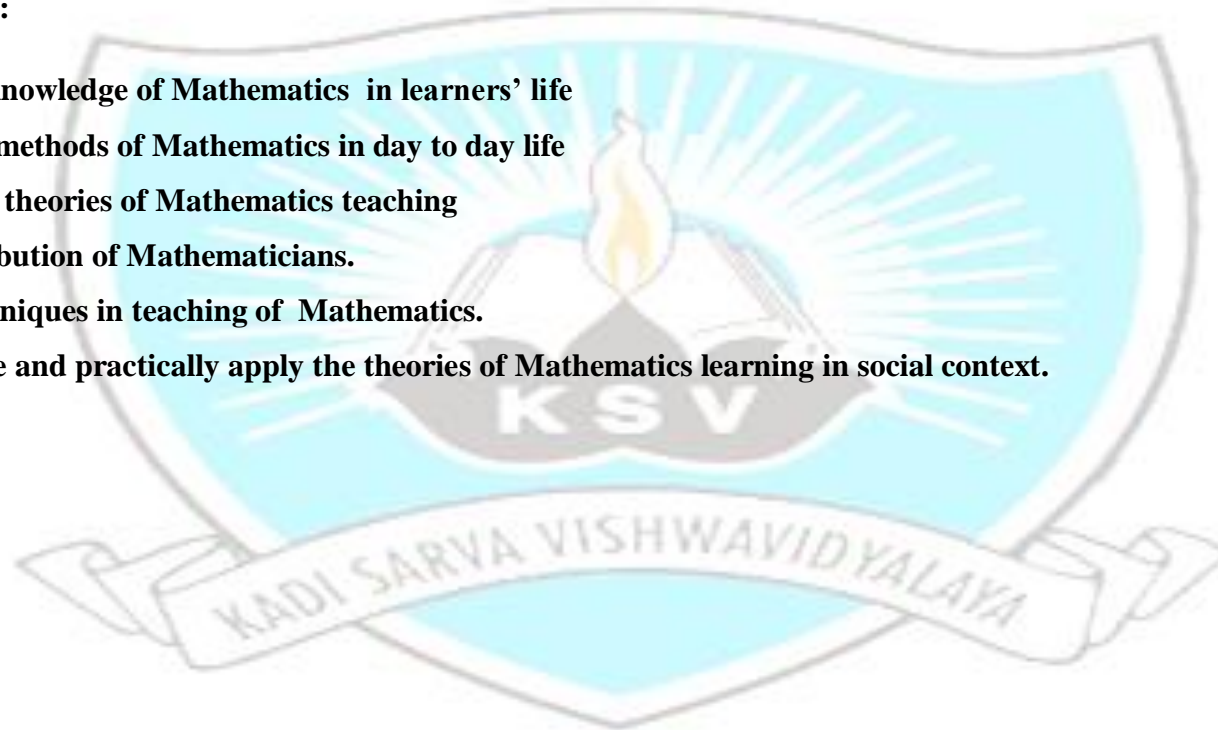 :
nowledge of Mathematics in learners’ life
methods of Mathematics in day to day life
theories of Mathematics teaching
bution of Mathematicians.
niques in teaching of Mathematics.
e and practically apply the theories of Mathematics learning in social context.
KSV
KADI SARVA VISHWAVIDYALAYA